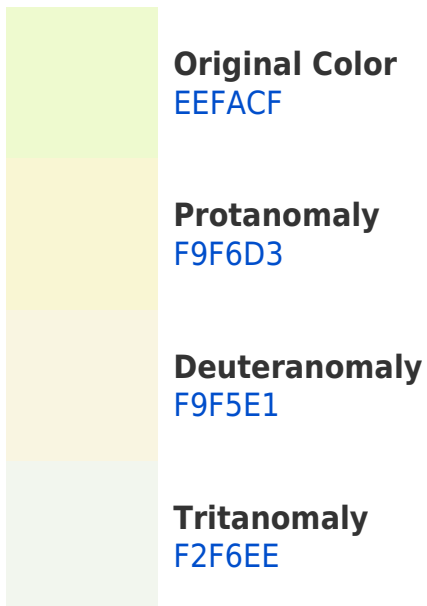 Original Color
EEFACF
Protanomaly
F9F6D3
Deuteranomaly
F9F5E1
Tritanomaly
F2F6EE